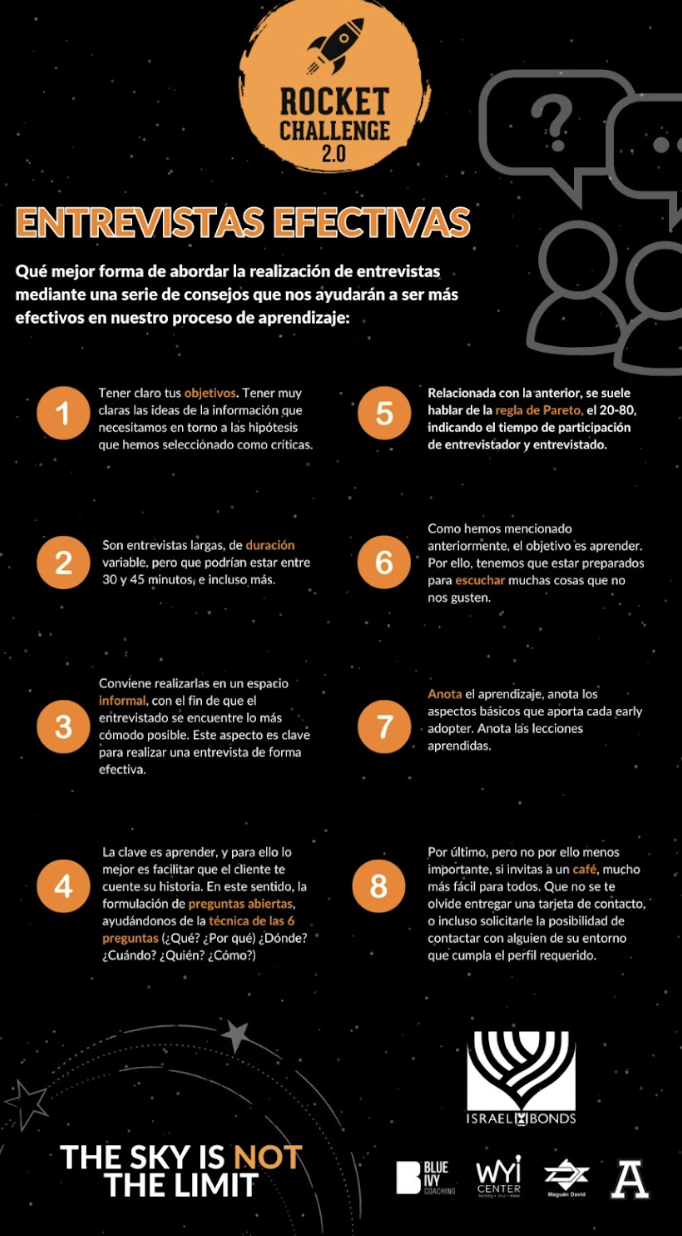 ROCKET
CHALLENGE
2.0
?
ENTREVISTAS EFECTIVAS
Qué mejor forma de abordar la realización de entrevistas
mediante una serie de consejos que nos ayudarán a ser más
efectivos en nuestro proceso de aprendizaje:
1
Tener claro tus objetivos. Tener muy
claras las ideas de la información que
necesitamos en torno a las hipótesis
que hemos seleccionado como críticas.
2
Son entrevistas largas, de duración
variable, pero que podrían estar entre
30 y 45 minutos, e incluso más.
3
Conviene realizarlas en un espacio
informal, con el fin de que el
entrevistado se encuentre lo más
cómodo posible. Este aspecto es clave
para realizar una entrevista de forma
efectiva.
4
La clave es aprender, y para ello lo
mejor es facilitar que el cliente te
cuente su historia. En este sentido, la
formulación de preguntas abiertas,
ayudándonos de la técnica de las 6
preguntas (¿Qué? ¿Por qué) ¿Dónde?
¿Cuándo? ¿Quién? ¿Cómo?)
5
Relacionada con la anterior, se suele
hablar de la regla de Pareto, el 20-80,
indicando el tiempo de participación
de entrevistador y entrevistado.
6
Como hemos mencionado
anteriormente, el objetivo es aprender.
Por ello, tenemos que estar preparados
para escuchar muchas cosas que no
nos gusten.
7
Anota el aprendizaje, anota los
aspectos básicos que aporta cada early
adopter. Anota las lecciones
aprendidas.
8
Por último, pero no por ello menos
importante, si invitas a un café, mucho
más fácil para todos. Que no se te
olvide entregar una tarjeta de contacto,
o incluso solicitarle la posibilidad de
contactar con alguien de su entorno
que cumpla el perfil requerido.
ISRAEL BONDS
THE SKY IS NOT
THE LIMIT
BLUE
IVY
COACHING
WYi
CENTER
Maguén David
A